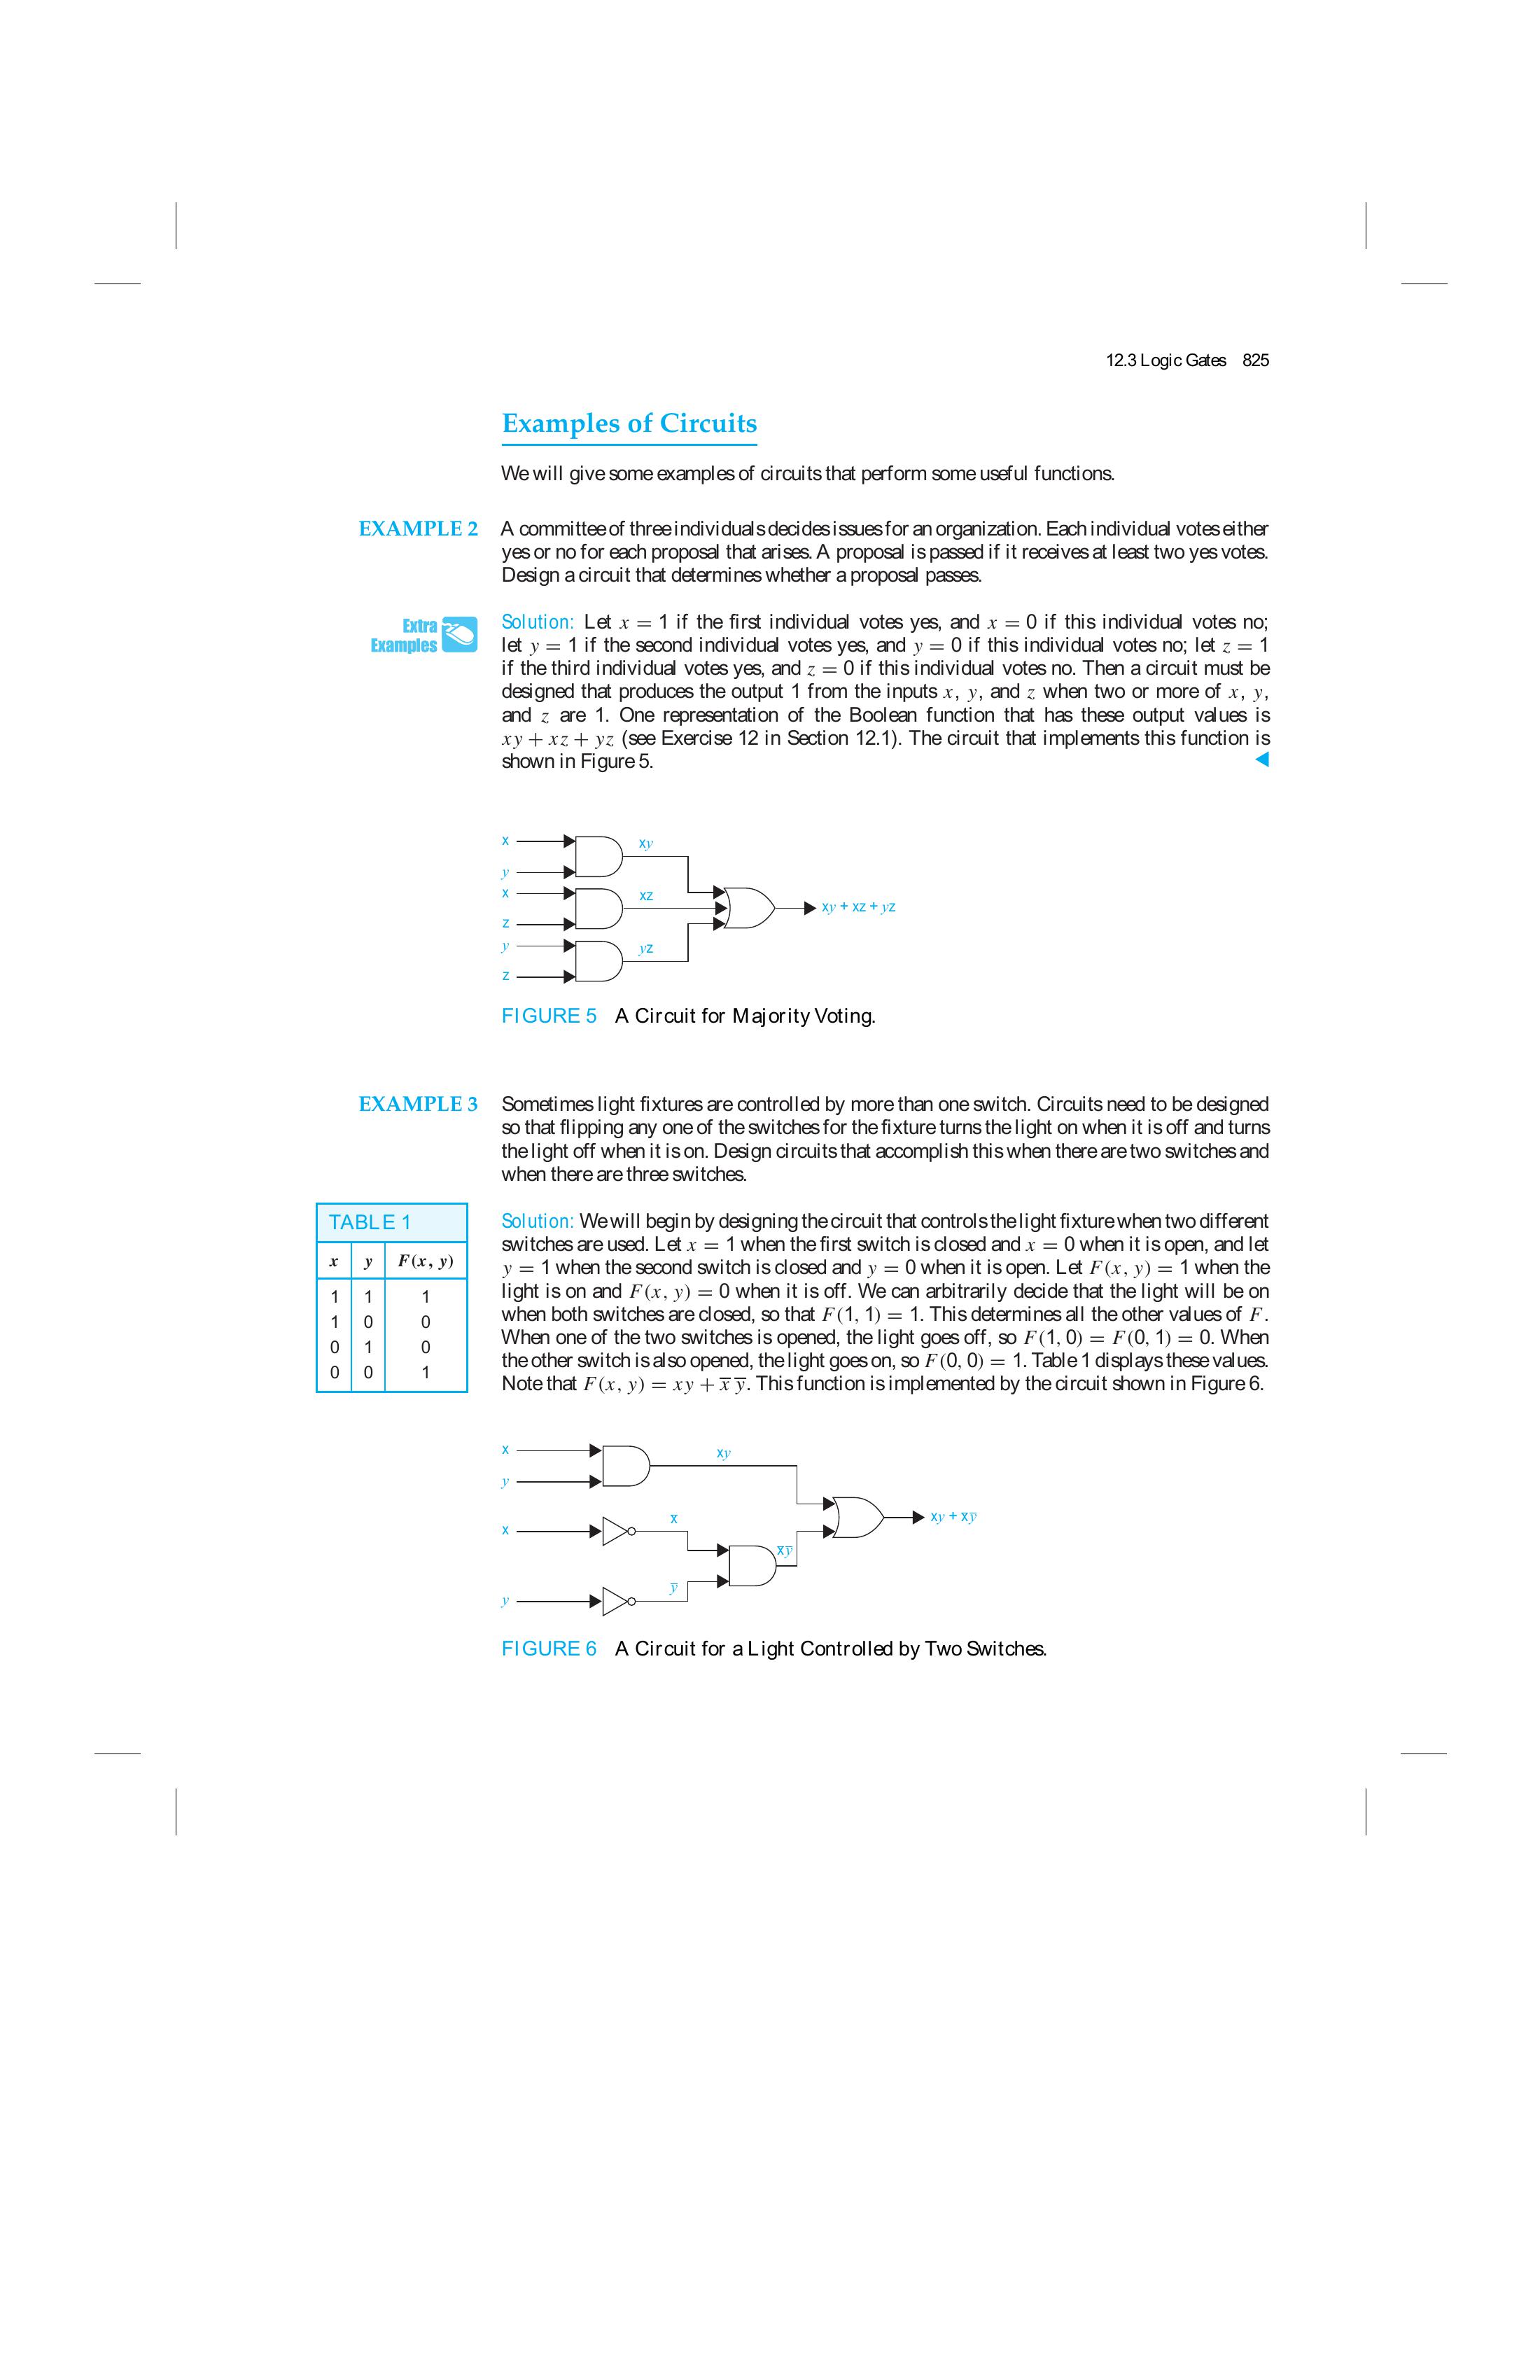 12.3 Logic Gates 825
Examples of Circuits
We will give some examples of circuits that perform some useful functions.
EXAMPLE 2 A committee of three individuals decides issues for an organization. Each individual votes either
yes or no for each proposal that arises. A proposal is passed if it receives at least two yes votes.
Design a circuit that determines whether a proposal passes.
Extra
Examples
Solution: Let x = 1 if the first individual votes yes, and x = 0 if this individual votes no;
let y = 1 if the second individual votes yes, and y = 0 if this individual votes no; let z = 1
if the third individual votes yes, and z = 0 if this individual votes no. Then a circuit must be
designed that produces the output 1 from the inputs x, y, and z when two or more of x, y,
and z are 1. One representation of the Boolean function that has these output values is
xy + xz + yz (see Exercise 12 in Section 12.1). The circuit that implements this function is
shown in Figure 5.
x
xy
y
x
xz
xy + xz + yz
z
y
yz
z
FIGURE 5 A Circuit for Majority Voting.
EXAMPLE 3 Sometimes light fixtures are controlled by more than one switch. Circuits need to be designed
so that flipping any one of the switches for the fixture turns the light on when it is off and turns
the light off when it is on. Design circuits that accomplish this when there are two switches and
when there are three switches.
TABLE 1
x y F(x, y)
1 1 1
1 0 0
0 1 0
0 0 1
Solution: We will begin by designing the circuit that controls the light fixture when two different
switches are used. Let x = 1 when the first switch is closed and x = 0 when it is open, and let
y = 1 when the second switch is closed and y = 0 when it is open. Let F(x, y) = 1 when the
light is on and F(x, y) = 0 when it is off. We can arbitrarily decide that the light will be on
when both switches are closed, so that F(1, 1) = 1. This determines all the other values of F.
When one of the two switches is opened, the light goes off, so F(1, 0) = F(0, 1) = 0. When
the other switch is also opened, the light goes on, so F(0, 0) = 1. Table 1 displays these values.
Note that F(x, y) = xy + x̅ y̅. This function is implemented by the circuit shown in Figure 6.
x
xy
y
x̅
x
xy + x̅y̅
x̅y̅
y̅
y
FIGURE 6 A Circuit for a Light Controlled by Two Switches.